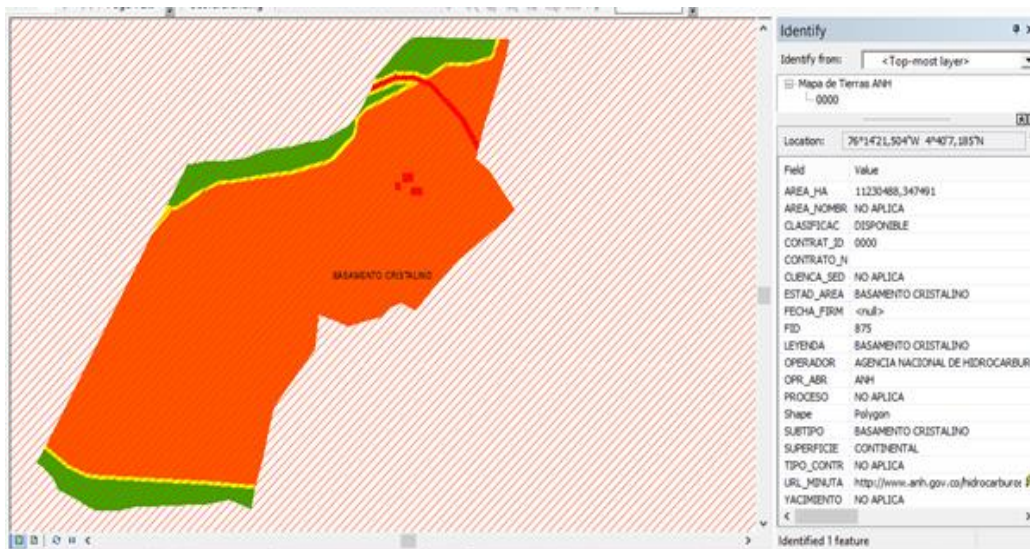 BASAMENTO CRISTALINO
Identify
Identify from: <Top-most layer>
Mapa de Tierras ANH
0000
Location: 76°14'21,504"W 4°40'7,185"N
Field Value
AREA_HA 11230488,347491
AREA_NOMBR NO APLICA
CLASIFICAC DISPONIBLE
CONTRAT_ID 0000
CONTRATO_N
CUENCA_SED NO APLICA
ESTAD_AREA BASAMENTO CRISTALINO
FECHA_FIRM <null>
FID 875
LEYENDA BASAMENTO CRISTALINO
OPERADOR AGENCIA NACIONAL DE HIDROCARBUR
OPR_ABR ANH
PROCESO NO APLICA
Shape Polygon
SUBTIPO BASAMENTO CRISTALINO
SUPERFICIE CONTINENTAL
TIPO_CONTR NO APLICA
URL_MINUTA http://www.anh.gov.co/hidrocarburos
YACIMIENTO NO APLICA
Identified 1 feature